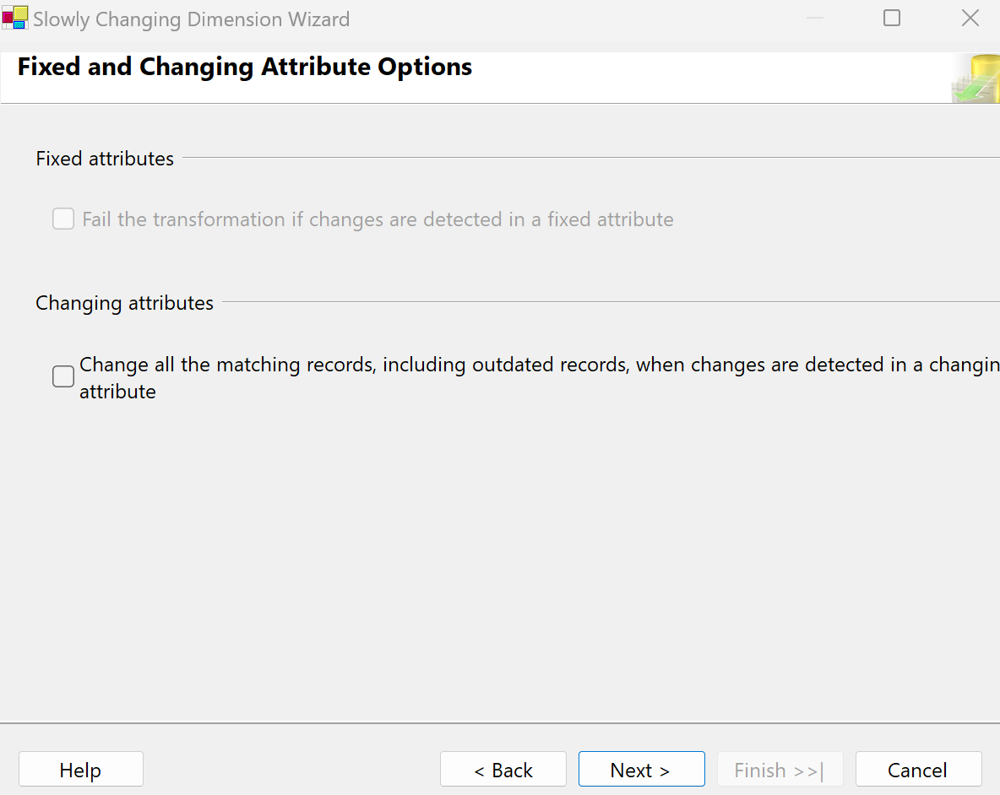 Slowly Changing Dimension Wizard
Fixed and Changing Attribute Options
Fixed attributes
Fail the transformation if changes are detected in a fixed attribute
Changing attributes
Change all the matching records, including outdated records, when changes are detected in a changin
attribute
Help
< Back
Next >
Finish >>|
Cancel